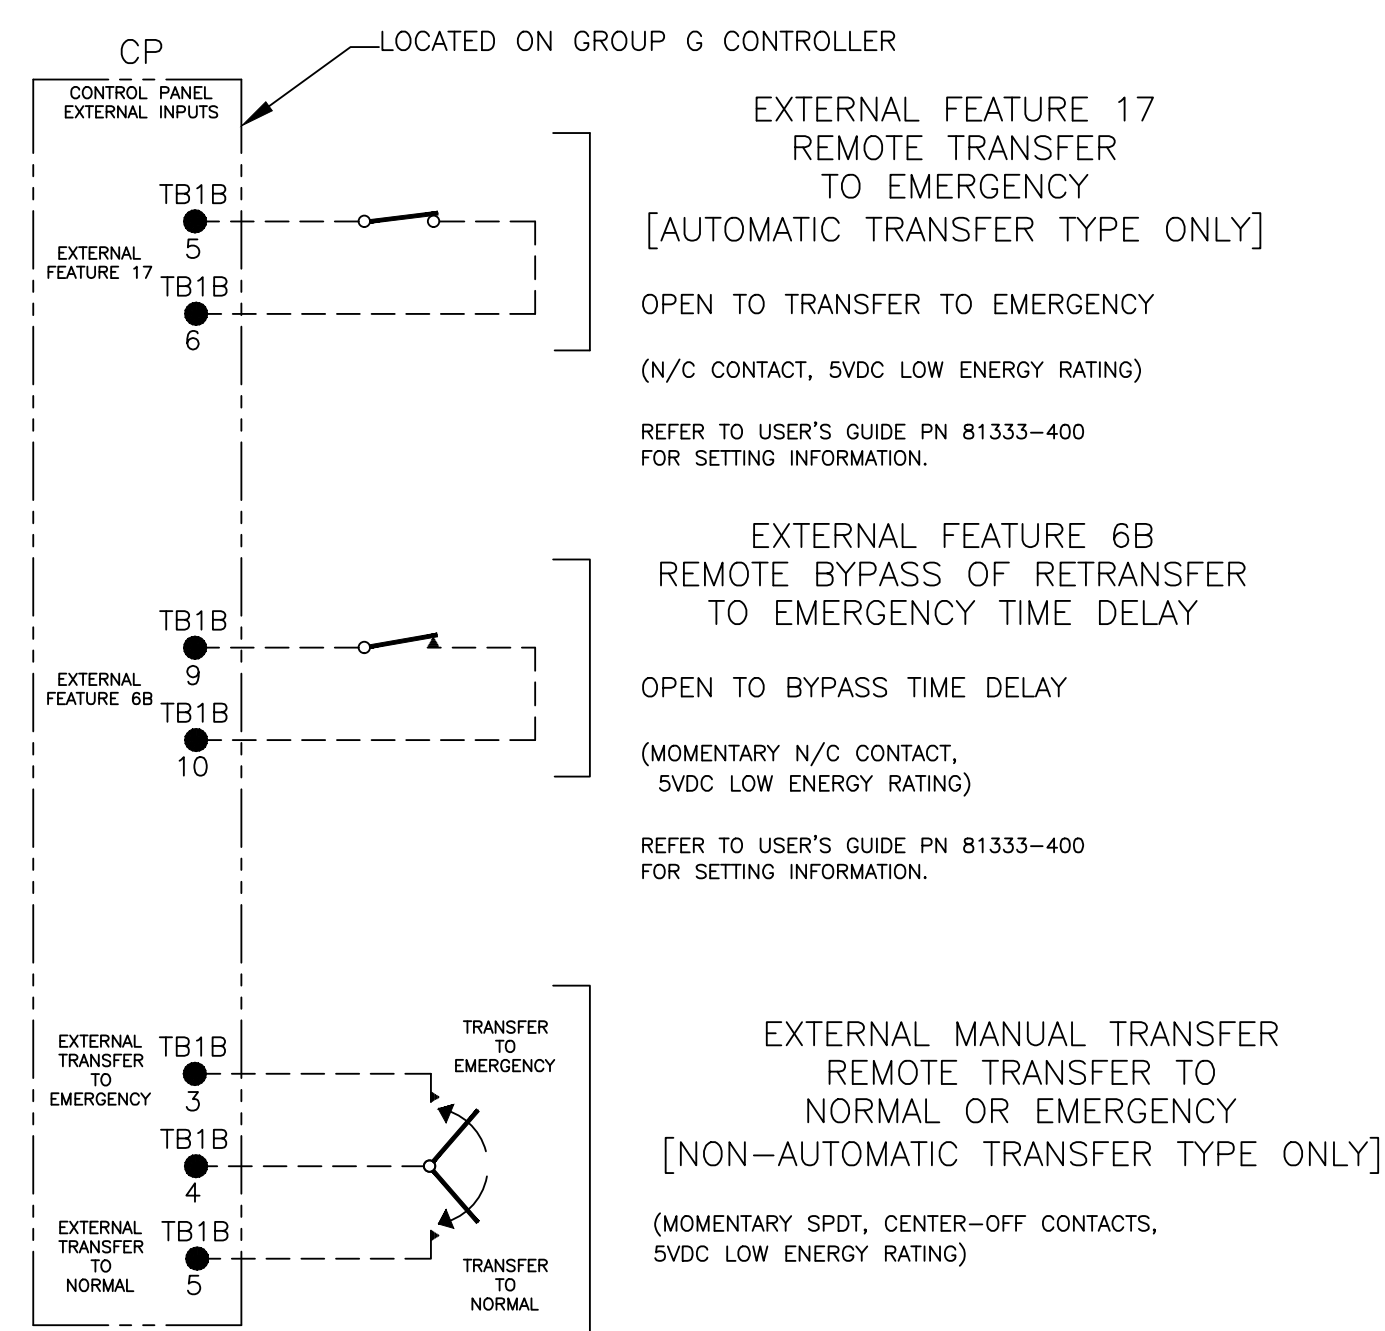 CP
LOCATED ON GROUP G CONTROLLER
CONTROL PANEL
EXTERNAL INPUTS
EXTERNAL FEATURE 17
REMOTE TRANSFER
TO EMERGENCY
[AUTOMATIC TRANSFER TYPE ONLY]
TB1B
5
EXTERNAL
FEATURE 17
TB1B
6
OPEN TO TRANSFER TO EMERGENCY
(N/C CONTACT, 5VDC LOW ENERGY RATING)
REFER TO USER'S GUIDE PN 81333-400
FOR SETTING INFORMATION.
EXTERNAL FEATURE 6B
REMOTE BYPASS OF RETRANSFER
TO EMERGENCY TIME DELAY
TB1B
9
EXTERNAL
FEATURE 6B
TB1B
10
OPEN TO BYPASS TIME DELAY
(MOMENTARY N/C CONTACT,
5VDC LOW ENERGY RATING)
REFER TO USER'S GUIDE PN 81333-400
FOR SETTING INFORMATION.
EXTERNAL
TRANSFER
TO
EMERGENCY
TB1B
3
TB1B
4
EXTERNAL
TRANSFER
TO
NORMAL
TB1B
5
TRANSFER
TO
EMERGENCY
TRANSFER
TO
NORMAL
EXTERNAL MANUAL TRANSFER
REMOTE TRANSFER TO
NORMAL OR EMERGENCY
[NON-AUTOMATIC TRANSFER TYPE ONLY]
(MOMENTARY SPDT, CENTER-OFF CONTACTS,
5VDC LOW ENERGY RATING)